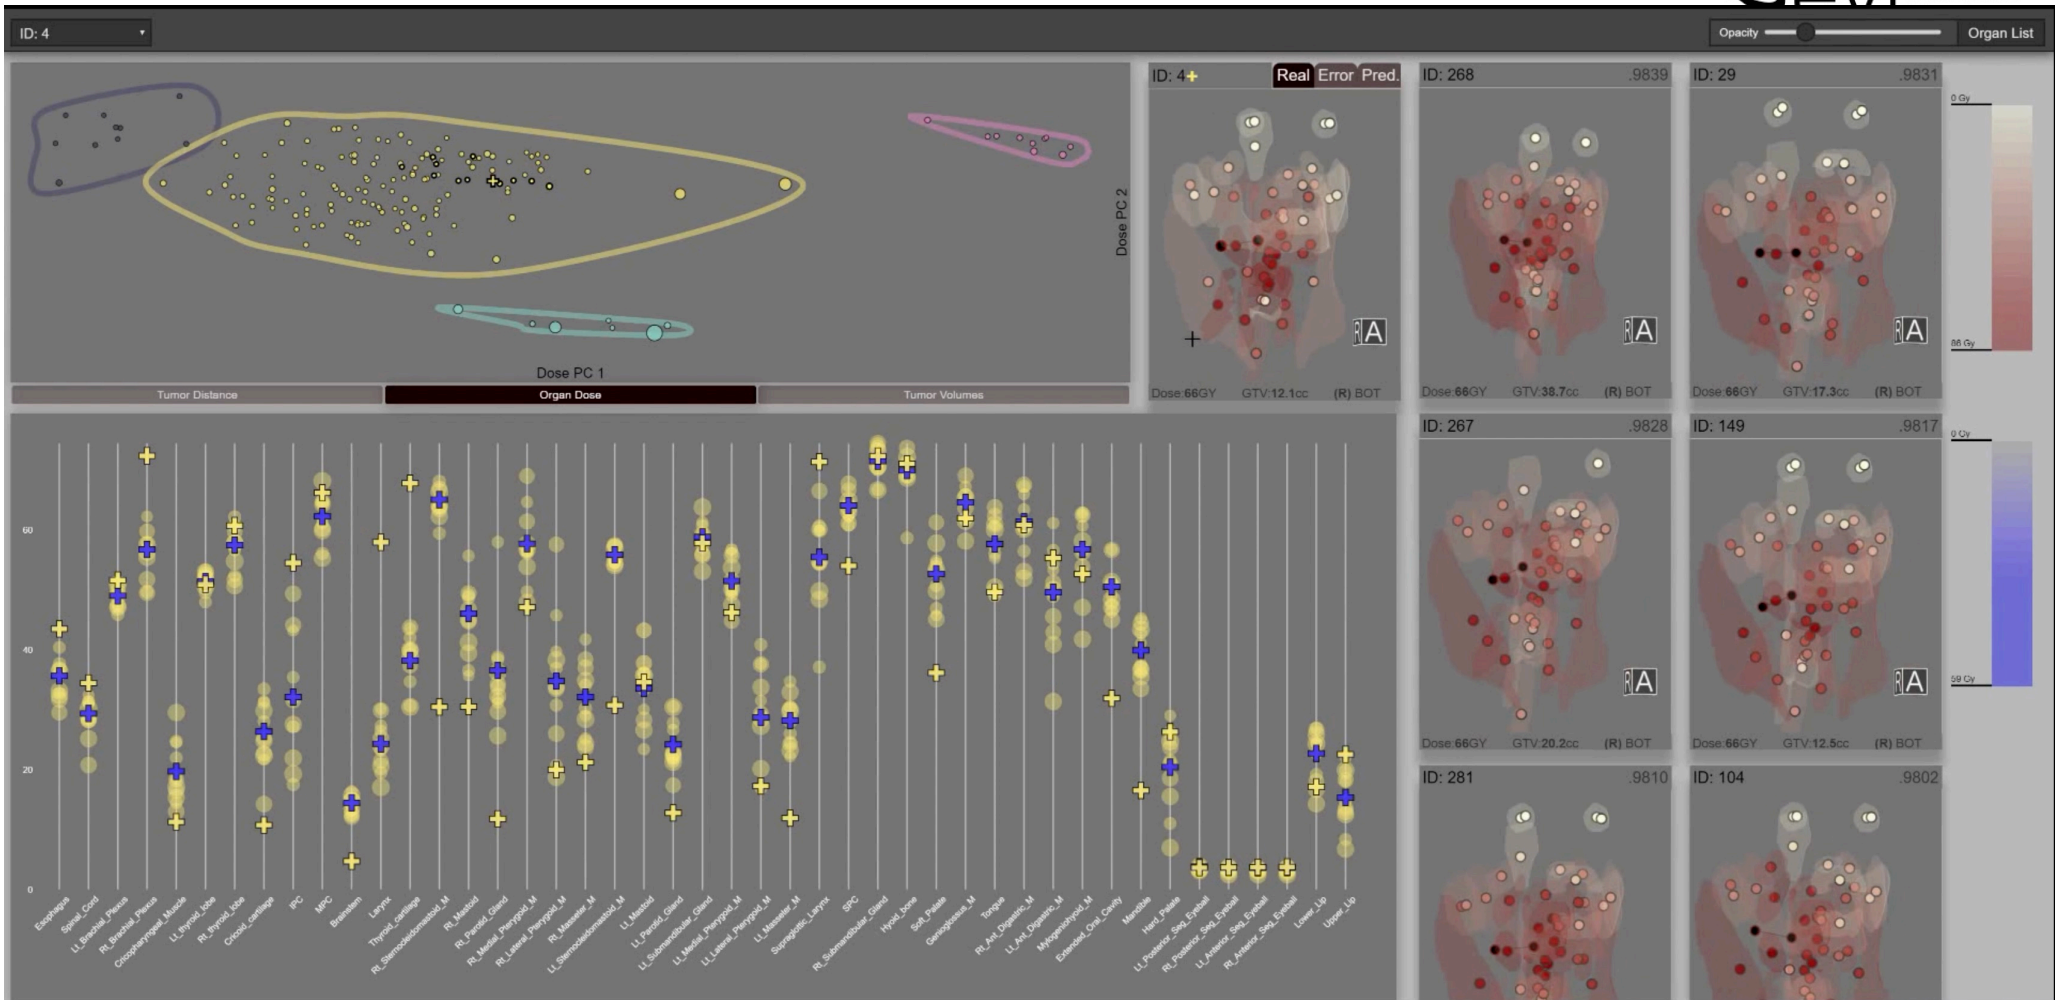 ID: 4
Opacity
Organ List
Dose PC 2
Dose PC 1
Tumor Distance
Organ Dose
Tumor Volumes
ID: 4
Real Error Pred.
A
Dose:66GY GTV:12.1cc (R) BOT
ID: 268 .9839
A
Dose:66GY GTV:38.7cc (R) BOT
ID: 29 .9831
A
Dose:66GY GTV:17.3cc (R) BOT
0 Gy
86 Gy
ID: 267 .9828
A
Dose:66GY GTV:20.2cc (R) BOT
ID: 149 .9817
A
Dose:66GY GTV:12.5cc (R) BOT
0 Gy
59 Gy
ID: 281 .9810
ID: 104 .9802
60
40
20
0
Esophagus
Spinal_Cord
Lt_Brachial_Plexus
Rt_Brachial_Plexus
Cricopharyngeal_Muscle
Lt_thyroid_lobe
Rt_thyroid_lobe
Cricoid_cartilage
IPC
MPC
Brainstem
Larynx
Thyroid_cartilage
Rt_Sternocleidomastoid_M
Rt_Mastoid
Rt_Parotid_Gland
Rt_Medial_Pterygoid_M
Rt_Lateral_Pterygoid_M
Rt_Masseter_M
Lt_Sternocleidomastoid_M
Lt_Mastoid
Lt_Parotid_Gland
Lt_Submandibular_Gland
Lt_Medial_Pterygoid_M
Lt_Lateral_Pterygoid_M
Lt_Masseter_M
Supraglottic_Larynx
SPC
Rt_Submandibular_Gland
Hyoid_bone
Soft_Palate
Genioglossus_M
Tongue
Rt_Ant_Digastric_M
Lt_Ant_Digastric_M
Mylogeniohyoid_M
Extended_Oral_Cavity
Mandible
Hard_Palate
Lt_Posterior_Seg_Eyeball
Rt_Posterior_Seg_Eyeball
Lt_Anterior_Seg_Eyeball
Rt_Anterior_Seg_Eyeball
Lower_Lip
Upper_Lip